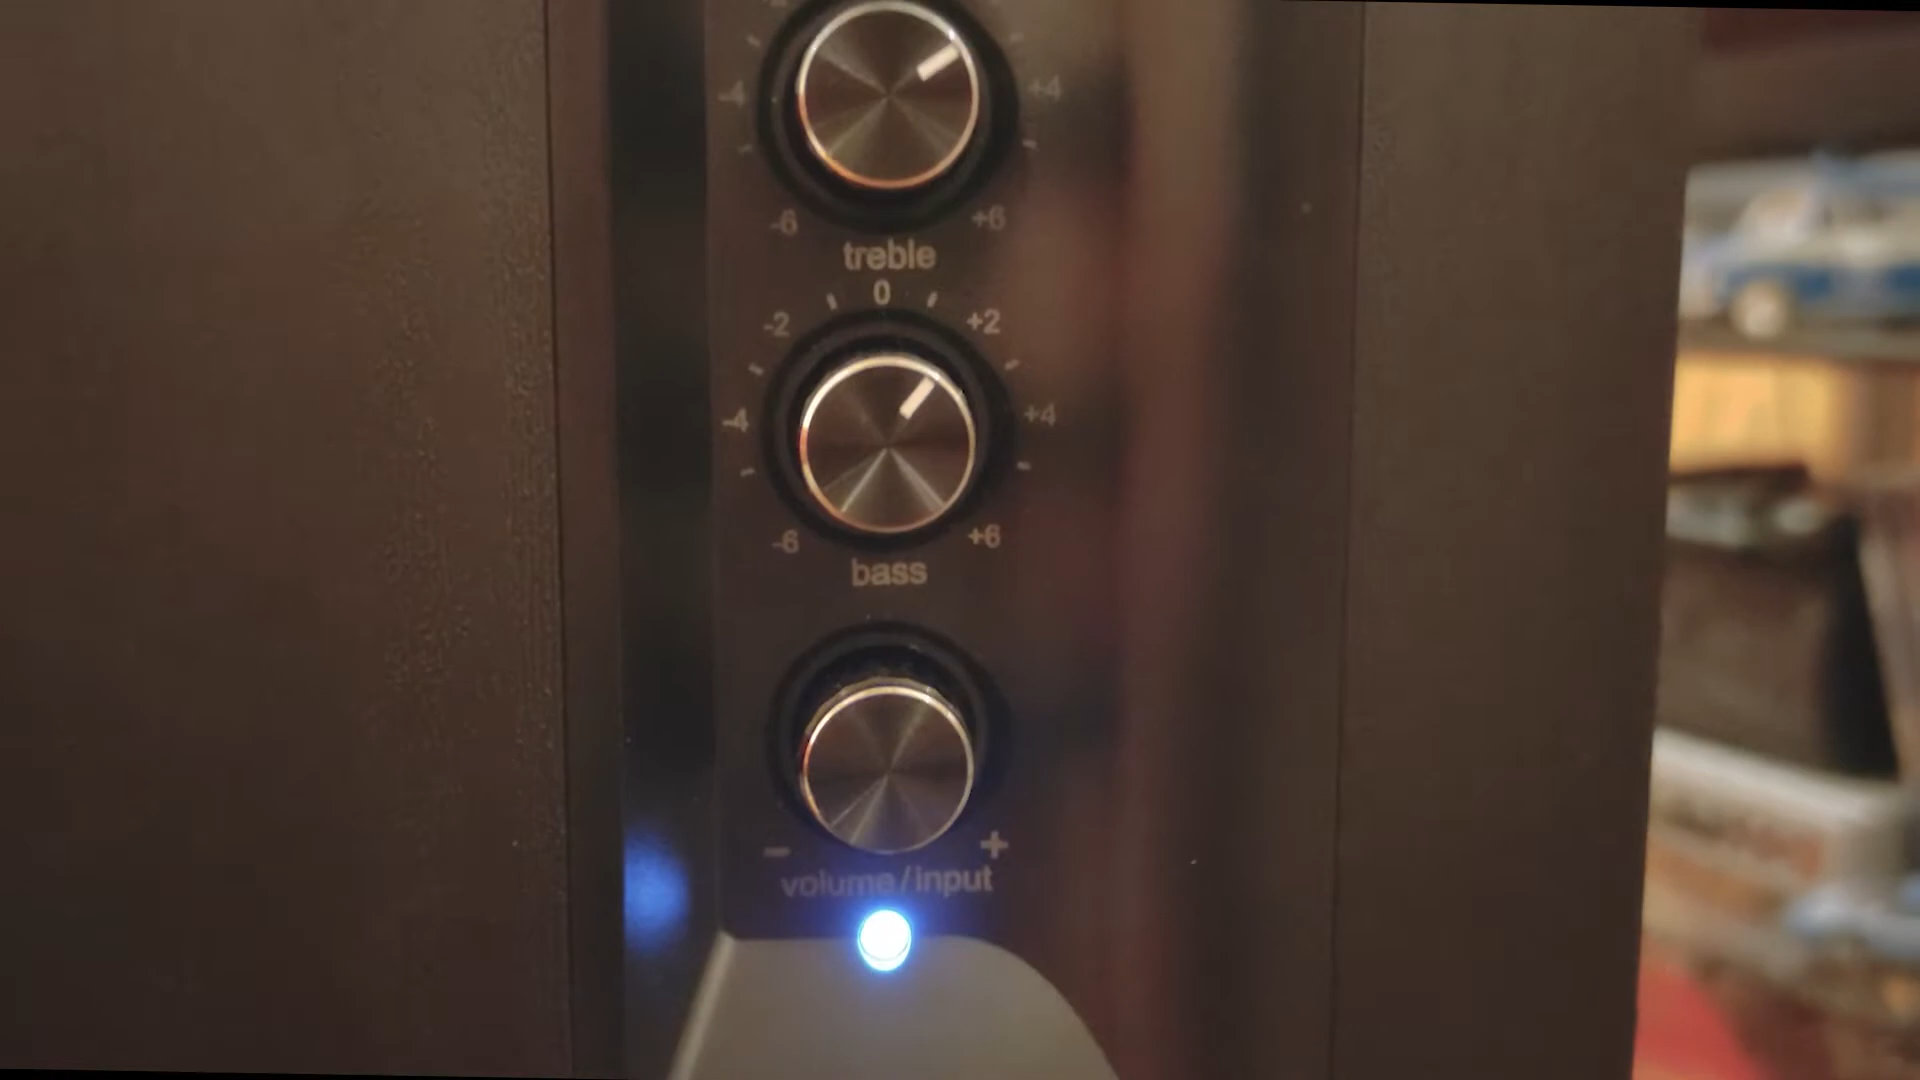 -4 +4
-6 +6
treble
0
-2 +2
-4 +4
-6 +6
bass
- +
volume/input